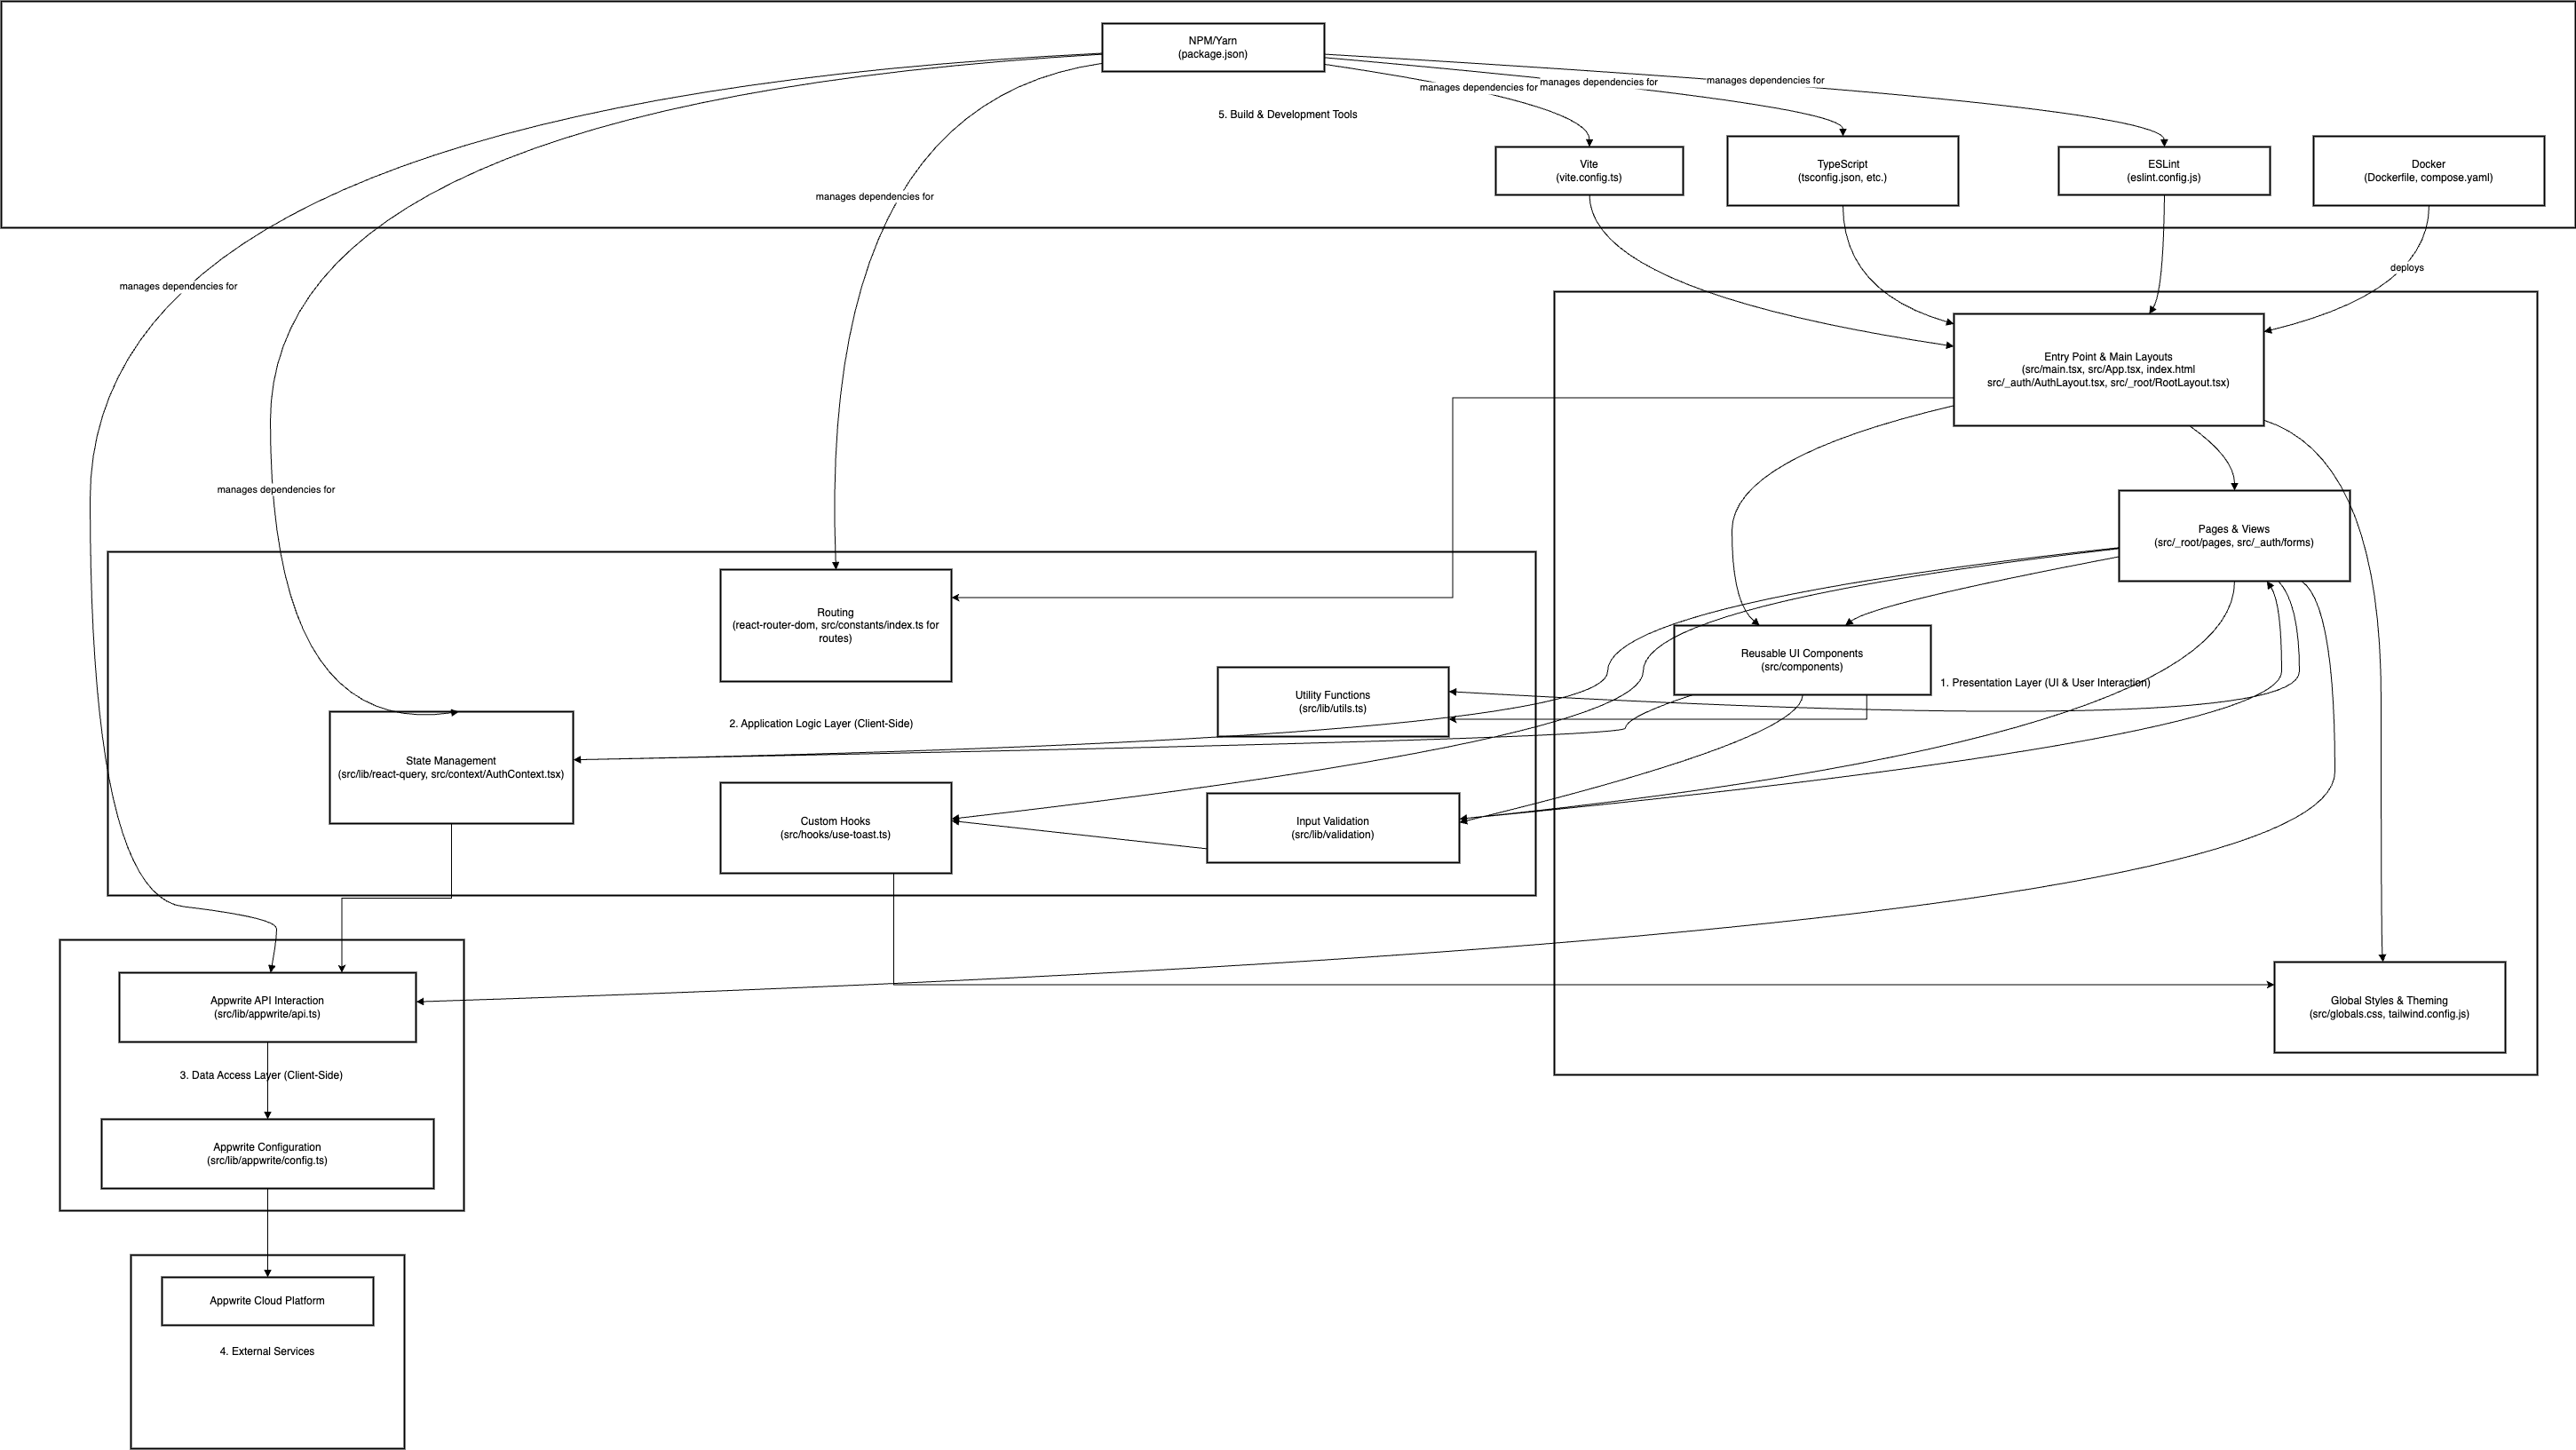 NPM/Yarn
(package.json)
manages dependencies for
manages dependencies for
manages dependencies for
5. Build & Development Tools
Vite
(vite.config.ts)
TypeScript
(tsconfig.json, etc.)
ESLint
(eslint.config.js)
Docker
(Dockerfile, compose.yaml)
manages dependencies for
deploys
manages dependencies for
Entry Point & Main Layouts
(src/main.tsx, src/App.tsx, index.html
src/_auth/AuthLayout.tsx, src/_root/RootLayout.tsx)
manages dependencies for
Pages & Views
(src/_root/pages, src/_auth/forms)
Routing
(react-router-dom, src/constants/index.ts for
routes)
Reusable UI Components
(src/components)
1. Presentation Layer (UI & User Interaction)
Utility Functions
(src/lib/utils.ts)
2. Application Logic Layer (Client-Side)
State Management
(src/lib/react-query, src/context/AuthContext.tsx)
Custom Hooks
(src/hooks/use-toast.ts)
Input Validation
(src/lib/validation)
Appwrite API Interaction
(src/lib/appwrite/api.ts)
Global Styles & Theming
(src/globals.css, tailwind.config.js)
3. Data Access Layer (Client-Side)
Appwrite Configuration
(src/lib/appwrite/config.ts)
Appwrite Cloud Platform
4. External Services